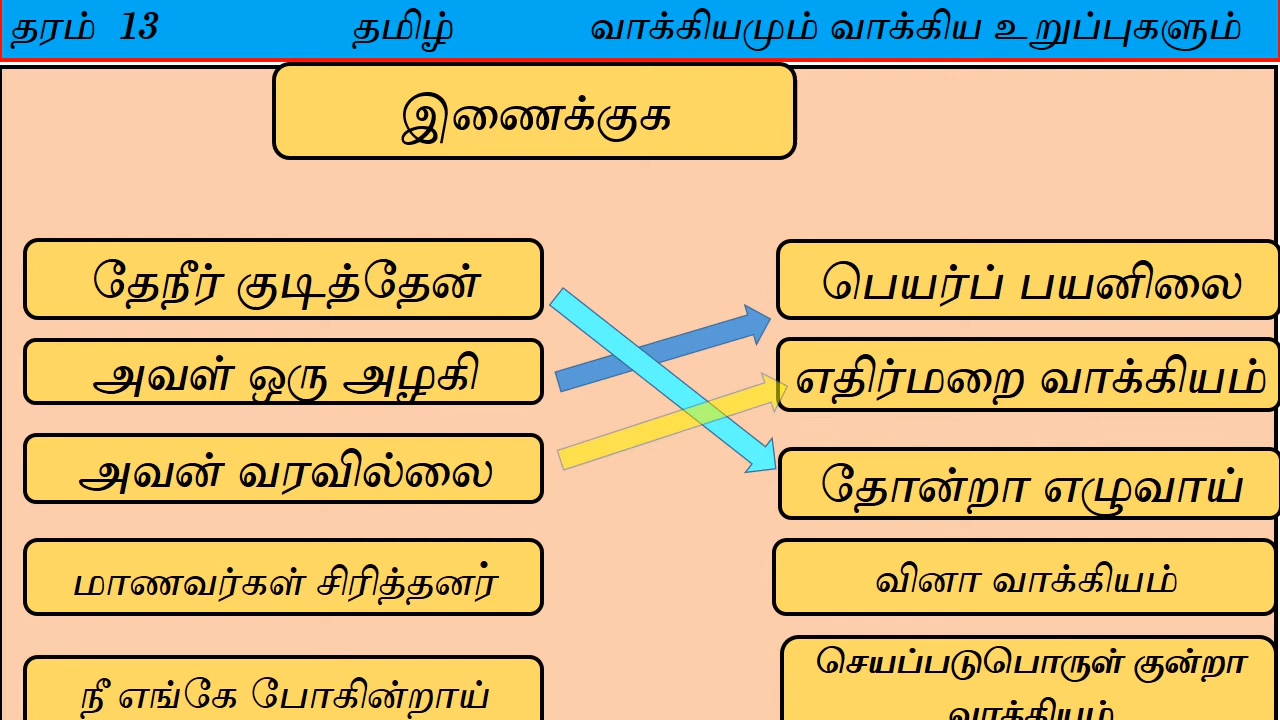 தரம் 13 தமிழ் வாக்கியமும் வாக்கிய உறுப்புகளும்
இணைக்குக
தேநீர் குடித்தேன்
பெயர்ப் பயனிலை
அவள் ஒரு அழகி
எதிர்மறை வாக்கியம்
அவன் வரவில்லை
தோன்றா எழுவாய்
மாணவர்கள் சிரித்தனர்
வினா வாக்கியம்
நீ எங்கே போகின்றாய்
செயப்படுபொருள் குன்றா
வாக்கியம்